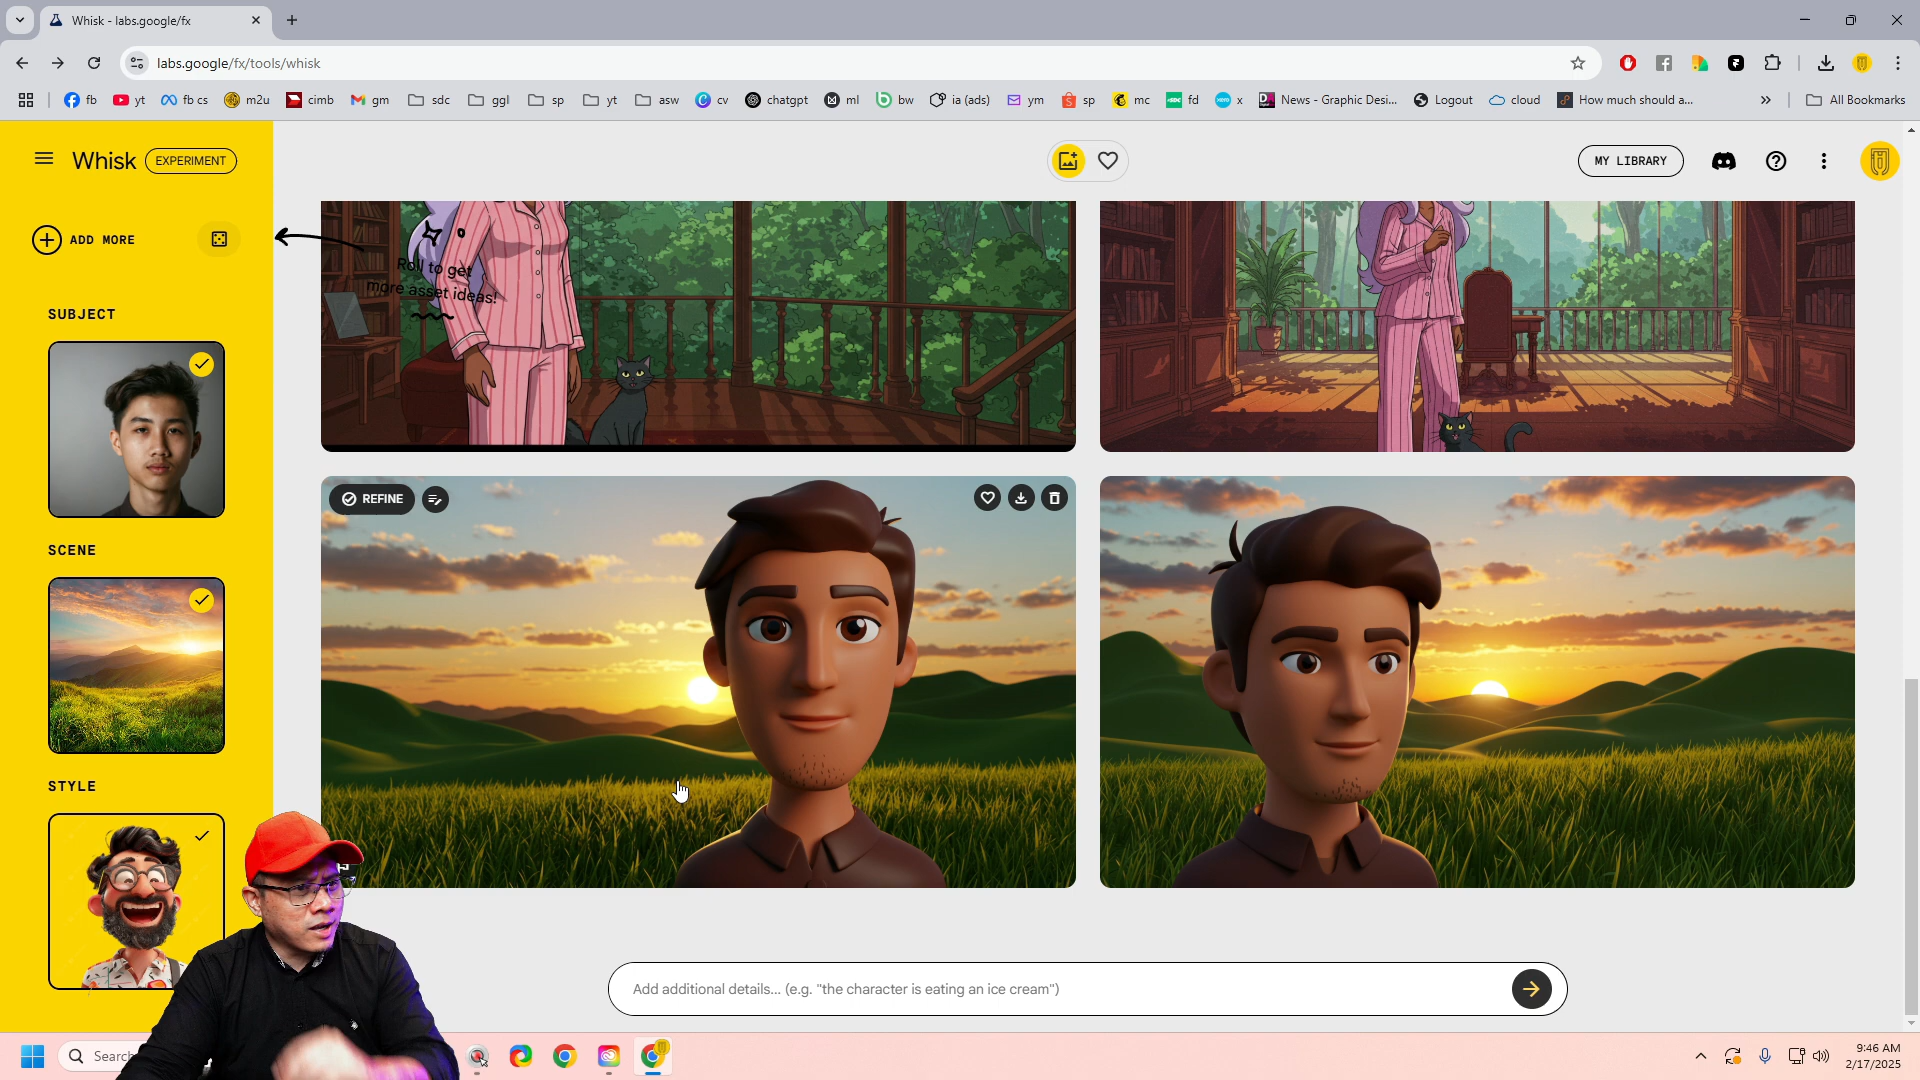 Whisk - labs.google/fx
labs.google/fx/tools/whisk
fb
yt
fb cs
m2u
cimb
gm
sdc
ggl
sp
yt
asw
cv
chatgpt
ml
bw
ia (ads)
ym
sp
mc
fd
x
News - Graphic Desi...
Logout
cloud
How much should a...
All Bookmarks
Whisk
EXPERIMENT
MY LIBRARY
ADD MORE
Roll to get
more asset ideas!
SUBJECT
REFINE
SCENE
STYLE
Add additional details... (e.g. "the character is eating an ice cream")
Search
9:46 AM
2/17/2025